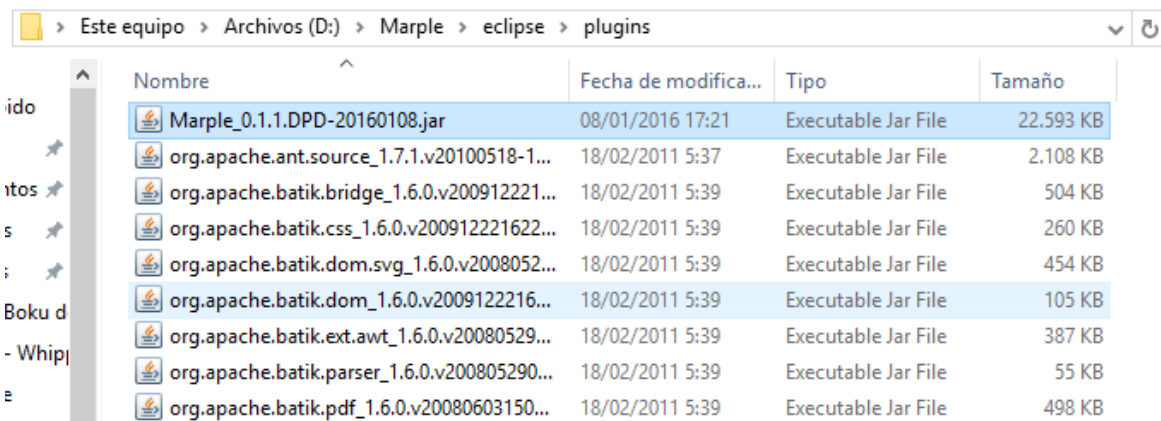 Este equipo > Archivos (D:) > Marple > eclipse > plugins
Nombre Fecha de modifica... Tipo Tamaño
Marple_0.1.1.DPD-20160108.jar 08/01/2016 17:21 Executable Jar File 22.593 KB
org.apache.ant.source_1.7.1.v20100518-1... 18/02/2011 5:37 Executable Jar File 2.108 KB
org.apache.batik.bridge_1.6.0.v200912221... 18/02/2011 5:39 Executable Jar File 504 KB
org.apache.batik.css_1.6.0.v200912221622... 18/02/2011 5:39 Executable Jar File 260 KB
org.apache.batik.dom.svg_1.6.0.v2008052... 18/02/2011 5:39 Executable Jar File 454 KB
org.apache.batik.dom_1.6.0.v2009122216... 18/02/2011 5:39 Executable Jar File 105 KB
org.apache.batik.ext.awt_1.6.0.v20080529... 18/02/2011 5:39 Executable Jar File 387 KB
org.apache.batik.parser_1.6.0.v200805290... 18/02/2011 5:39 Executable Jar File 55 KB
org.apache.batik.pdf_1.6.0.v20080603150... 18/02/2011 5:39 Executable Jar File 498 KB
ido
ntos
s
s
Boku d
- Whipp
e